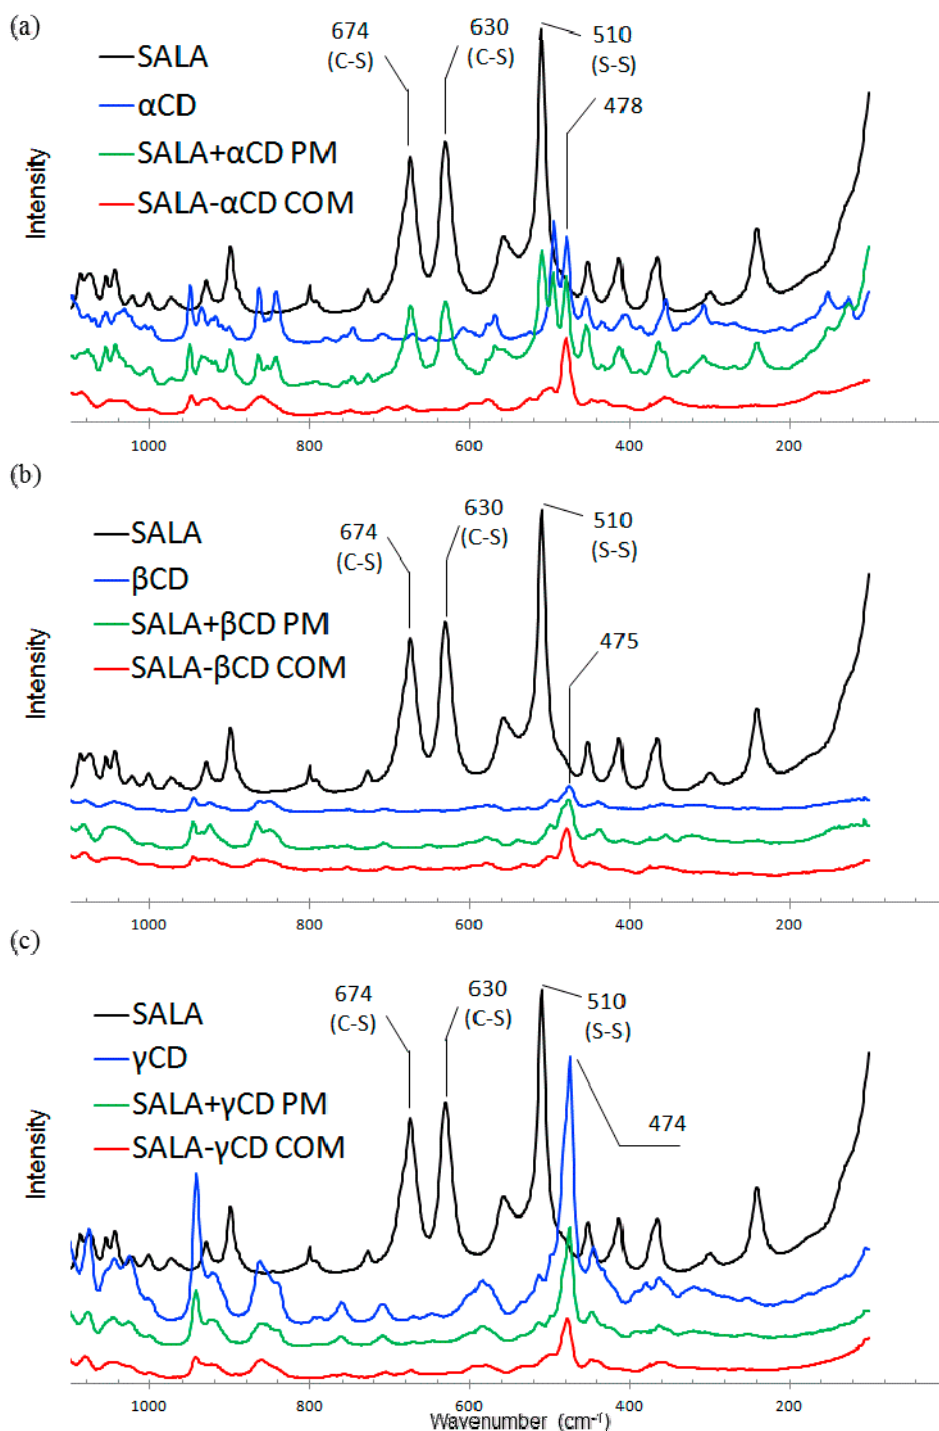 (a)
674
(C-S)
630
(C-S)
510
(S-S)
478
SALA
αCD
SALA+αCD PM
SALA-αCD COM
Intensity
1000 800 600 400 200
(b)
674
(C-S)
630
(C-S)
510
(S-S)
475
SALA
βCD
SALA+βCD PM
SALA-βCD COM
Intensity
1000 800 600 400 200
(c)
674
(C-S)
630
(C-S)
510
(S-S)
474
SALA
γCD
SALA+γCD PM
SALA-γCD COM
Intensity
1000 800 600 400 200
Wavenumber (cm⁻¹)